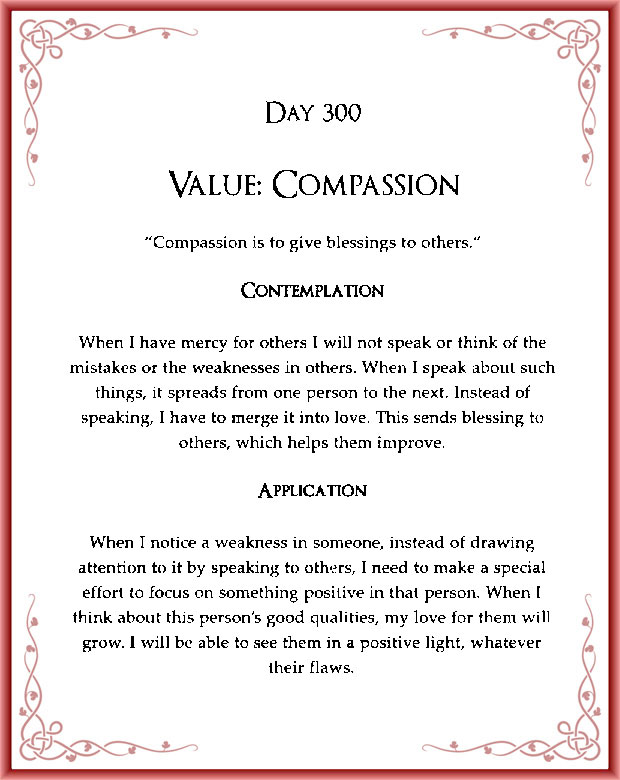 Day 300
Value: Compassion
“Compassion is to give blessings to others.”
Contemplation
When I have mercy for others I will not speak or think of the
mistakes or the weaknesses in others. When I speak about such
things, it spreads from one person to the next. Instead of
speaking, I have to merge it into love. This sends blessing to
others, which helps them improve.
Application
When I notice a weakness in someone, instead of drawing
attention to it by speaking to others, I need to make a special
effort to focus on something positive in that person. When I
think about this person’s good qualities, my love for them will
grow. I will be able to see them in a positive light, whatever
their flaws.